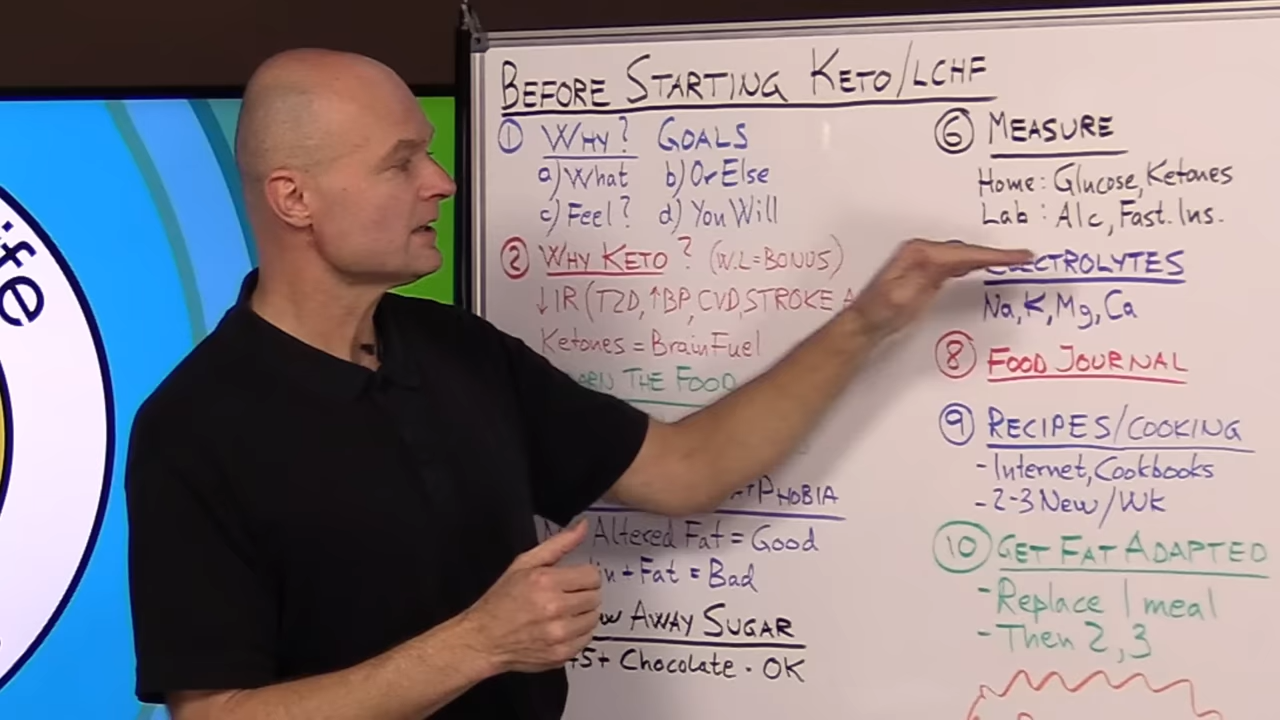 ife
BEFORE STARTING KETO/LCHF
① WHY? GOALS
a) What b) Or Else
c) Feel? d) You Will
② WHY KETO? (W.L=BONUS)
↓IR (T2D, ↑BP, CVD, STROKE
Ketones = Brain Fuel
THE FOOD
PHOBIA
Altered Fat = Good
+ Fat = Bad
AWAY SUGAR
Chocolate - OK
⑥ MEASURE
Home: Glucose, Ketones
Lab: A1c, Fast. Ins.
ELECTROLYTES
Na, K, Mg, Ca
⑧ FOOD JOURNAL
⑨ RECIPES/COOKING
- Internet, Cookbooks
- 2-3 New/Wk
⑩ GET FAT ADAPTED
- Replace 1 meal
- Then 2, 3